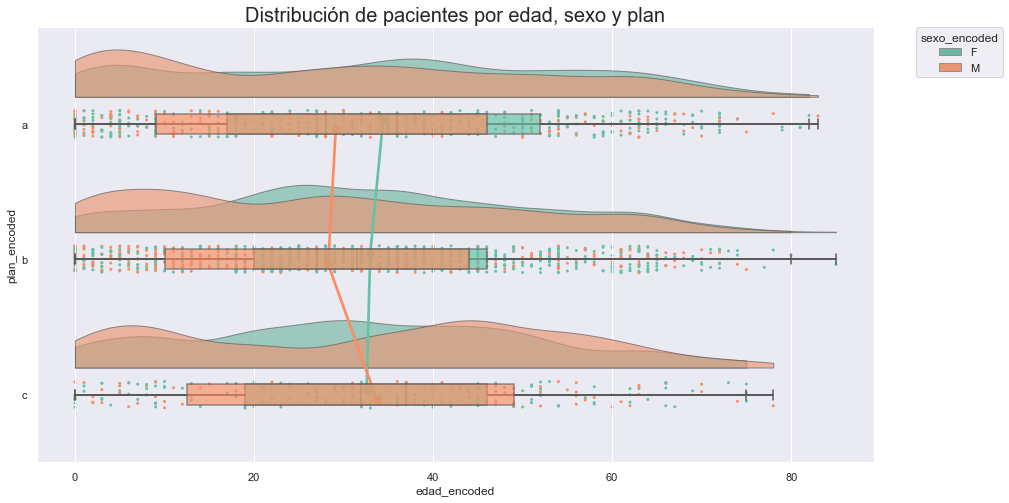 Distribución de pacientes por edad, sexo y plan
sexo_encoded
F
M
a
b
c
plan_encoded
0 20 40 60 80
edad_encoded